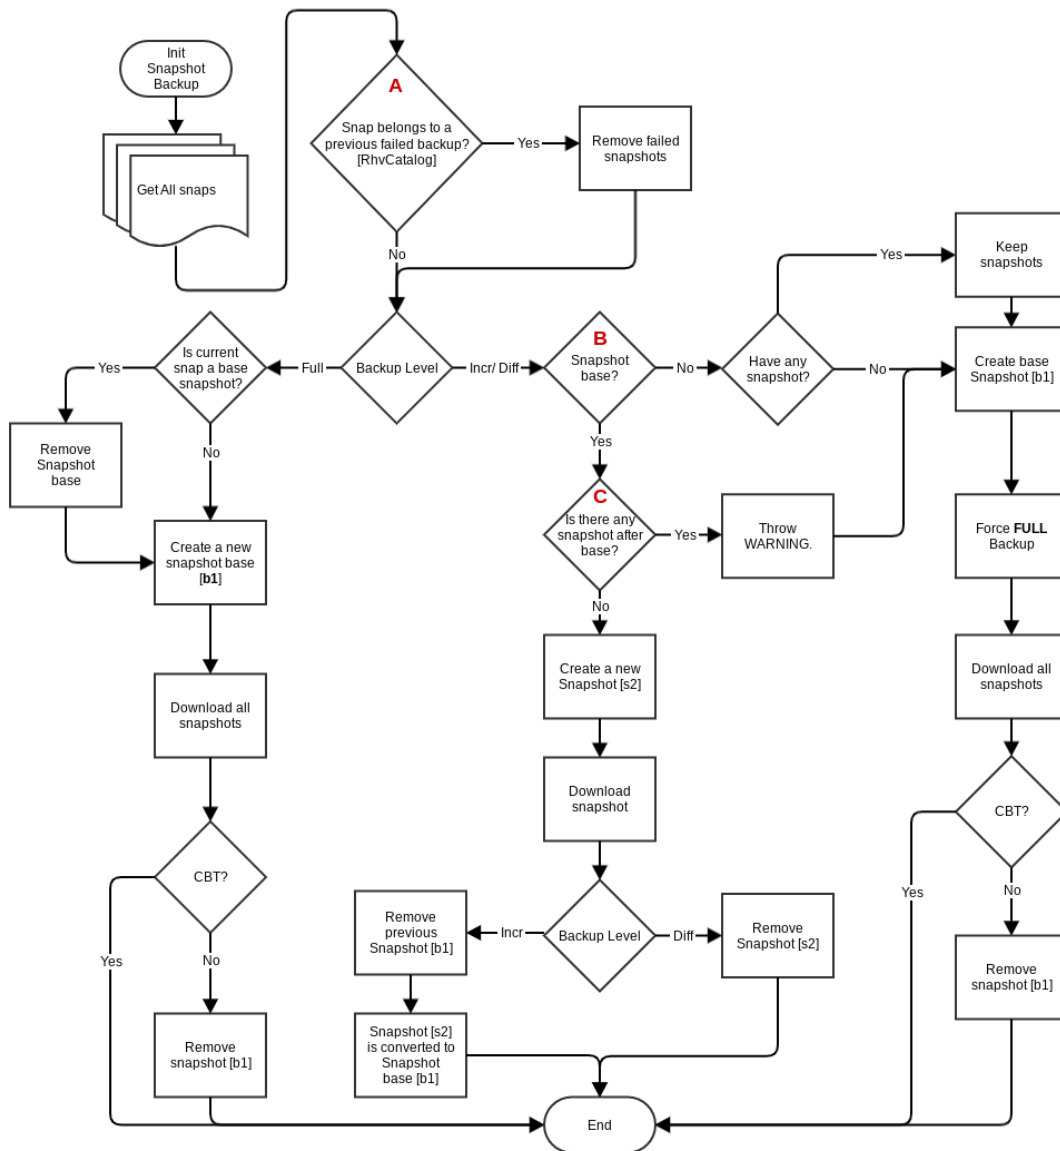 Init
Snapshot
Backup
Get All snaps
A
Snap belongs to a
previous failed backup?
[RhvCatalog]
Yes
Remove failed
snapshots
No
Keep
snapshots
Yes
Is current
snap a base
snapshot?
Yes
Full
Backup Level
Incr/ Diff
B
Snapshot
base?
No
Have any
snapshot?
No
Create base
Snapshot [b1]
Remove
Snapshot
base
No
Yes
C
Is there any
snapshot after
base?
Yes
Throw
WARNING.
Force FULL
Backup
Create a new
snapshot base
[b1]
No
Create a new
Snapshot [s2]
Download all
snapshots
Download all
snapshots
Download
snapshot
CBT?
CBT?
Yes
No
Remove
previous
Snapshot [b1]
Incr
Backup Level
Diff
Remove
Snapshot [s2]
Yes
No
Remove
snapshot [b1]
Remove
snapshot [b1]
Snapshot [s2]
is converted to
Snapshot
base [b1]
End